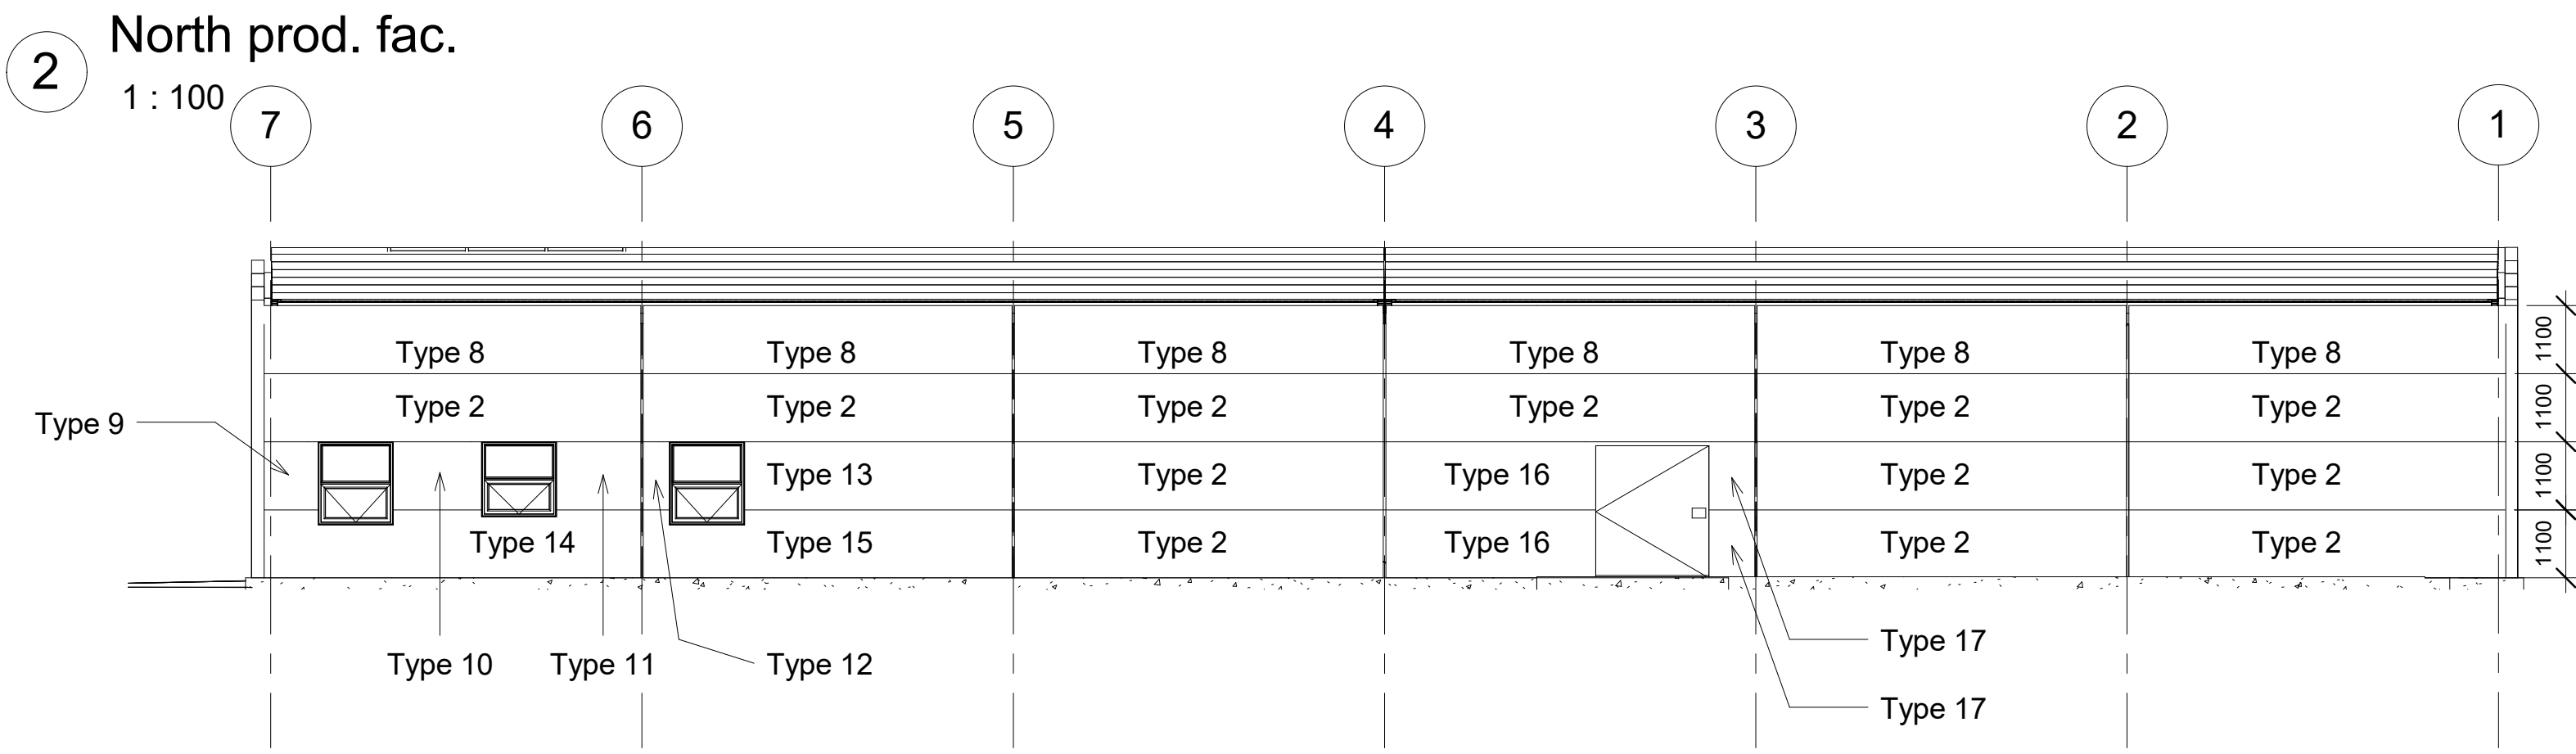 2 North prod. fac.
1 : 100
7 6 5 4 3 2 1
Type 8 Type 8 Type 8 Type 8 Type 8 Type 8 1100
Type 2 Type 2 Type 2 Type 2 Type 2 Type 2 1100
Type 9
Type 13 Type 2 Type 16 Type 2 Type 2 1100
Type 14 Type 15 Type 2 Type 16 Type 2 Type 2 1100
Type 17
Type 10 Type 11 Type 12
Type 17